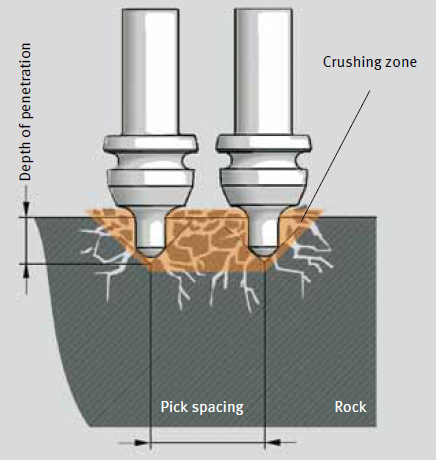 Depth of penetration
Crushing zone
Pick spacing
Rock